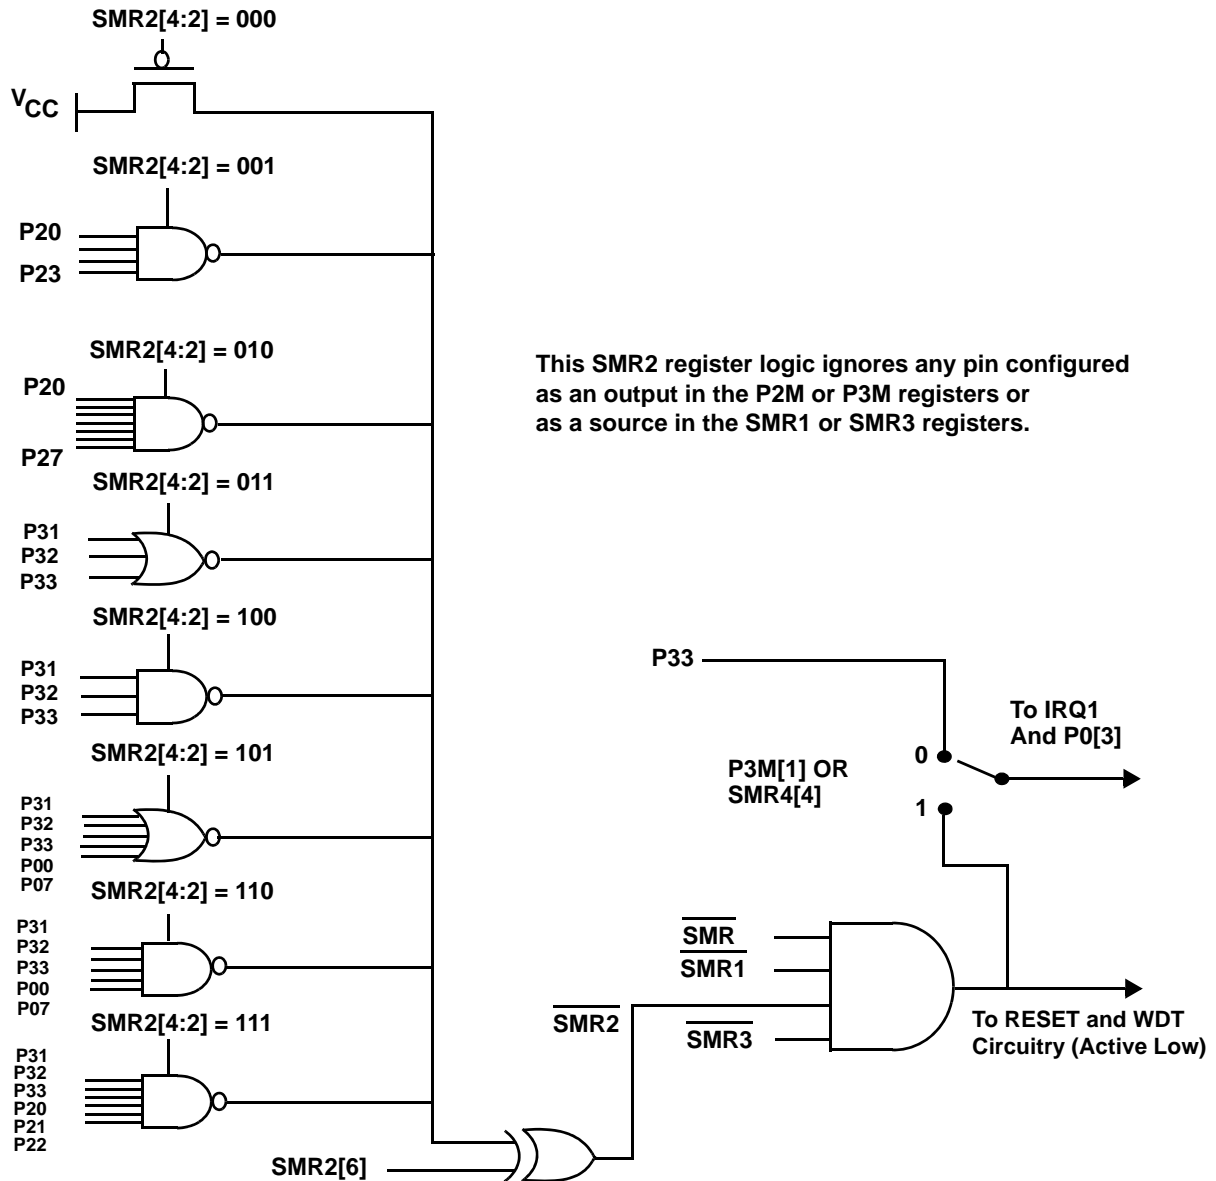 SMR2[4:2] = 000
VCC
SMR2[4:2] = 001
P20
P23
SMR2[4:2] = 010
P20
P27
This SMR2 register logic ignores any pin configured
as an output in the P2M or P3M registers or
as a source in the SMR1 or SMR3 registers.
SMR2[4:2] = 011
P31
P32
P33
SMR2[4:2] = 100
P31
P32
P33
SMR2[4:2] = 101
P31
P32
P33
P00
P07
SMR2[4:2] = 110
P31
P32
P33
P00
P07
SMR2[4:2] = 111
P31
P32
P33
P20
P21
P22
SMR2[6]
P33
To IRQ1
And P0[3]
0
P3M[1] OR
SMR4[4]
1
SMR
SMR1
SMR2
SMR3
To RESET and WDT
Circuitry (Active Low)